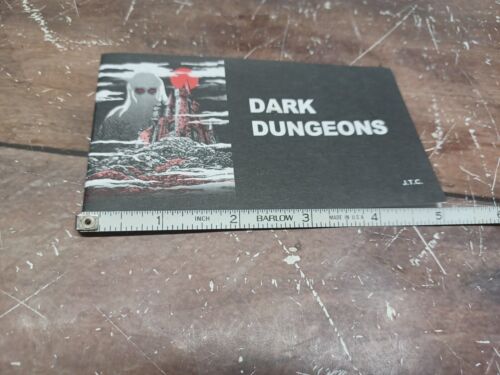 DARK
DUNGEONS
J.T.C.
1 INCH 2 BARLOW 3 MADE IN U.S.A 4 5